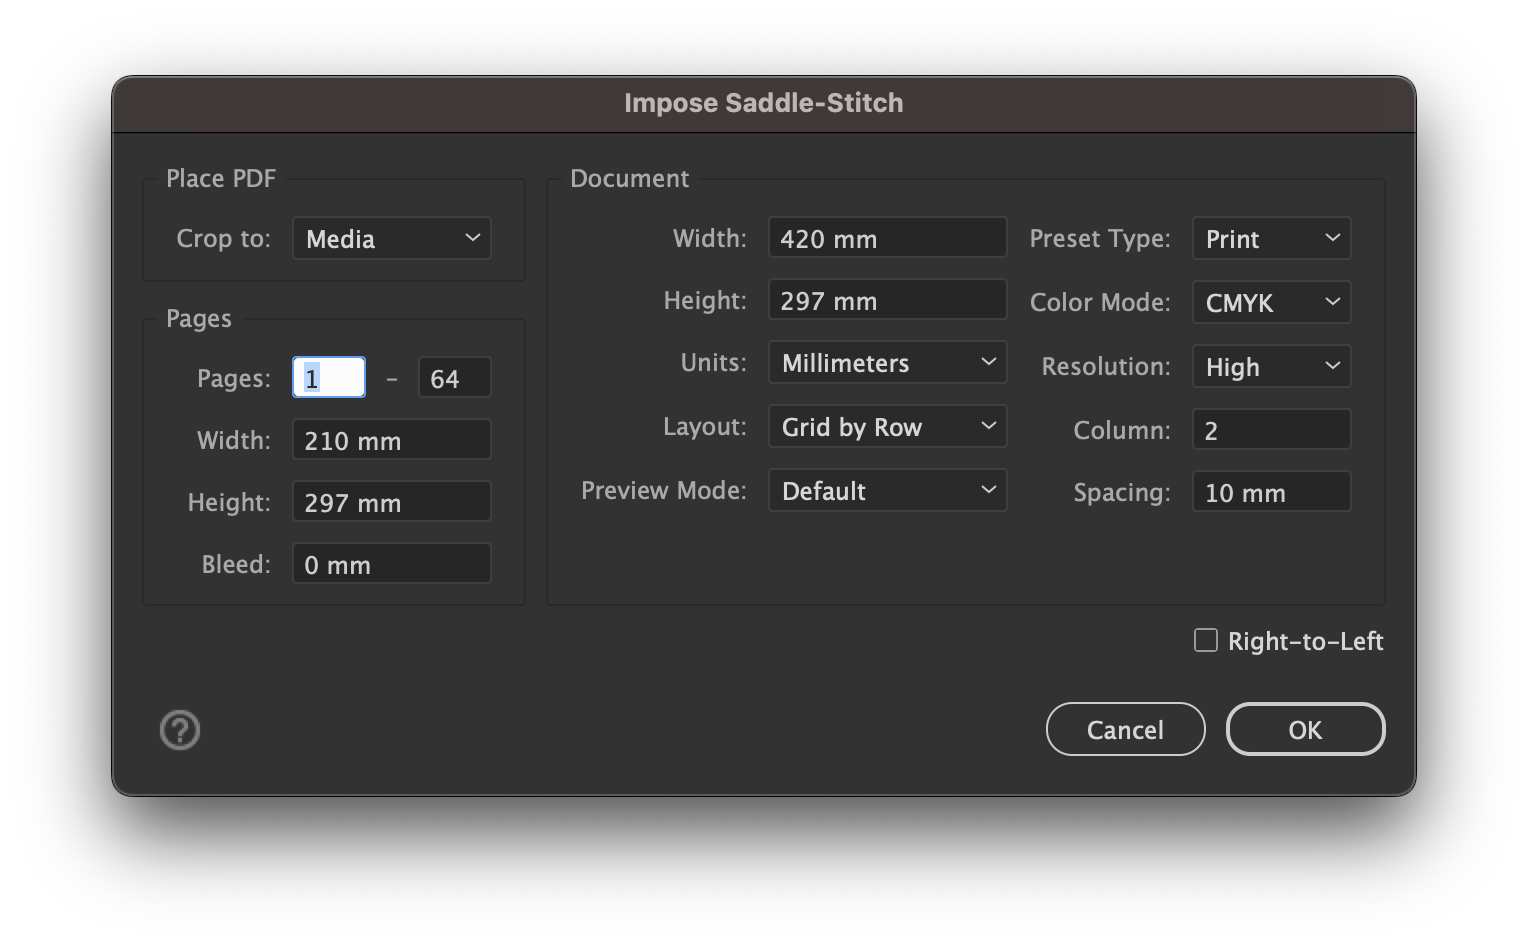 Impose Saddle-Stitch
Place PDF
Crop to: Media
Pages
Pages: 1 – 64
Width: 210 mm
Height: 297 mm
Bleed: 0 mm
Document
Width: 420 mm
Height: 297 mm
Units: Millimeters
Layout: Grid by Row
Preview Mode: Default
Preset Type: Print
Color Mode: CMYK
Resolution: High
Column: 2
Spacing: 10 mm
Right-to-Left
?
Cancel
OK